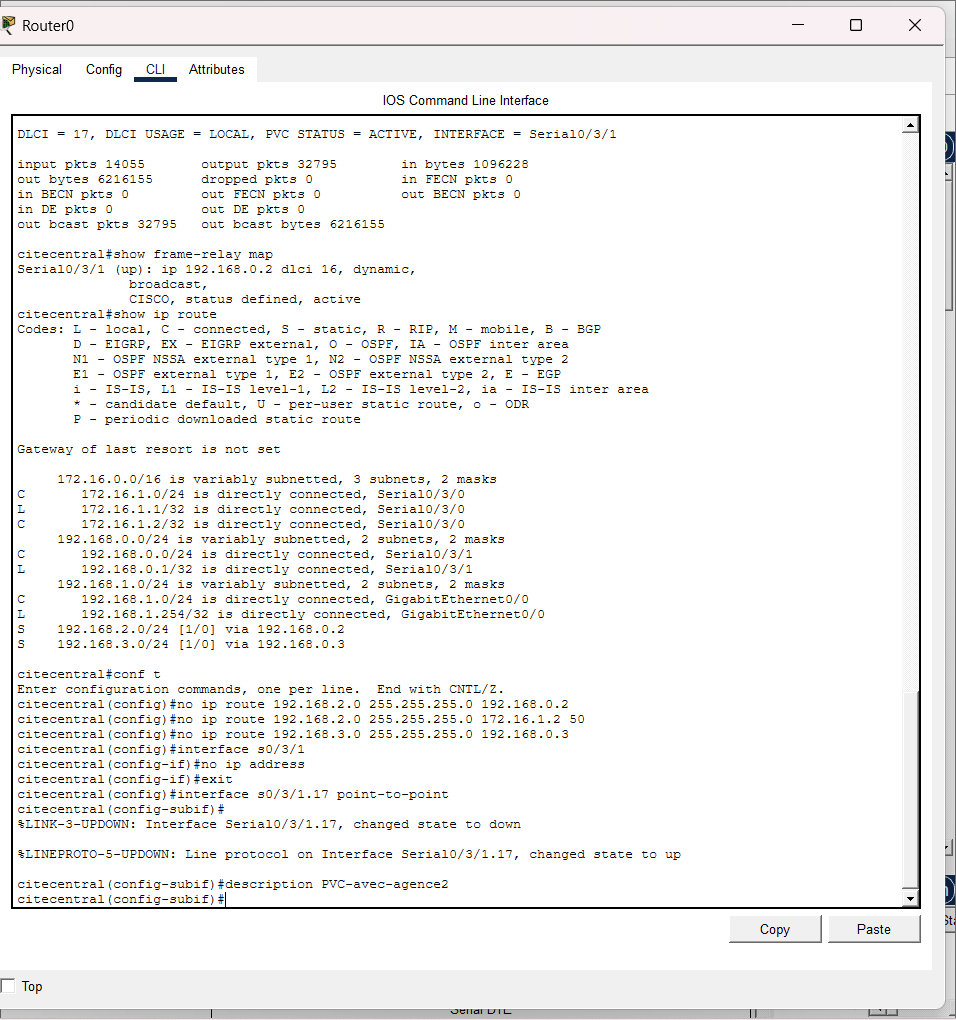 Router0
Physical Config CLI Attributes
IOS Command Line Interface
DLCI = 17, DLCI USAGE = LOCAL, PVC STATUS = ACTIVE, INTERFACE = Serial0/3/1
input pkts 14055 output pkts 32795 in bytes 1096228
out bytes 6216155 dropped pkts 0 in FECN pkts 0
in BECN pkts 0 out FECN pkts 0 out BECN pkts 0
in DE pkts 0 out DE pkts 0
out bcast pkts 32795 out bcast bytes 6216155
citecentral#show frame-relay map
Serial0/3/1 (up): ip 192.168.0.2 dlci 16, dynamic,
broadcast,
CISCO, status defined, active
citecentral#show ip route
Codes: L - local, C - connected, S - static, R - RIP, M - mobile, B - BGP
D - EIGRP, EX - EIGRP external, O - OSPF, IA - OSPF inter area
N1 - OSPF NSSA external type 1, N2 - OSPF NSSA external type 2
E1 - OSPF external type 1, E2 - OSPF external type 2, E - EGP
i - IS-IS, L1 - IS-IS level-1, L2 - IS-IS level-2, ia - IS-IS inter area
* - candidate default, U - per-user static route, o - ODR
P - periodic downloaded static route
Gateway of last resort is not set
172.16.0.0/16 is variably subnetted, 3 subnets, 2 masks
C 172.16.1.0/24 is directly connected, Serial0/3/0
L 172.16.1.1/32 is directly connected, Serial0/3/0
C 172.16.1.2/32 is directly connected, Serial0/3/0
192.168.0.0/24 is variably subnetted, 2 subnets, 2 masks
C 192.168.0.0/24 is directly connected, Serial0/3/1
L 192.168.0.1/32 is directly connected, Serial0/3/1
192.168.1.0/24 is variably subnetted, 2 subnets, 2 masks
C 192.168.1.0/24 is directly connected, GigabitEthernet0/0
L 192.168.1.254/32 is directly connected, GigabitEthernet0/0
S 192.168.2.0/24 [1/0] via 192.168.0.2
S 192.168.3.0/24 [1/0] via 192.168.0.3
citecentral#conf t
Enter configuration commands, one per line. End with CNTL/Z.
citecentral(config)#no ip route 192.168.2.0 255.255.255.0 192.168.0.2
citecentral(config)#no ip route 192.168.2.0 255.255.255.0 172.16.1.2 50
citecentral(config)#no ip route 192.168.3.0 255.255.255.0 192.168.0.3
citecentral(config)#interface s0/3/1
citecentral(config-if)#no ip address
citecentral(config-if)#exit
citecentral(config)#interface s0/3/1.17 point-to-point
citecentral(config-subif)#
%LINK-3-UPDOWN: Interface Serial0/3/1.17, changed state to down
%LINEPROTO-5-UPDOWN: Line protocol on Interface Serial0/3/1.17, changed state to up
citecentral(config-subif)#description PVC-avec-agence2
citecentral(config-subif)#
Copy Paste
Top
Serial DTE